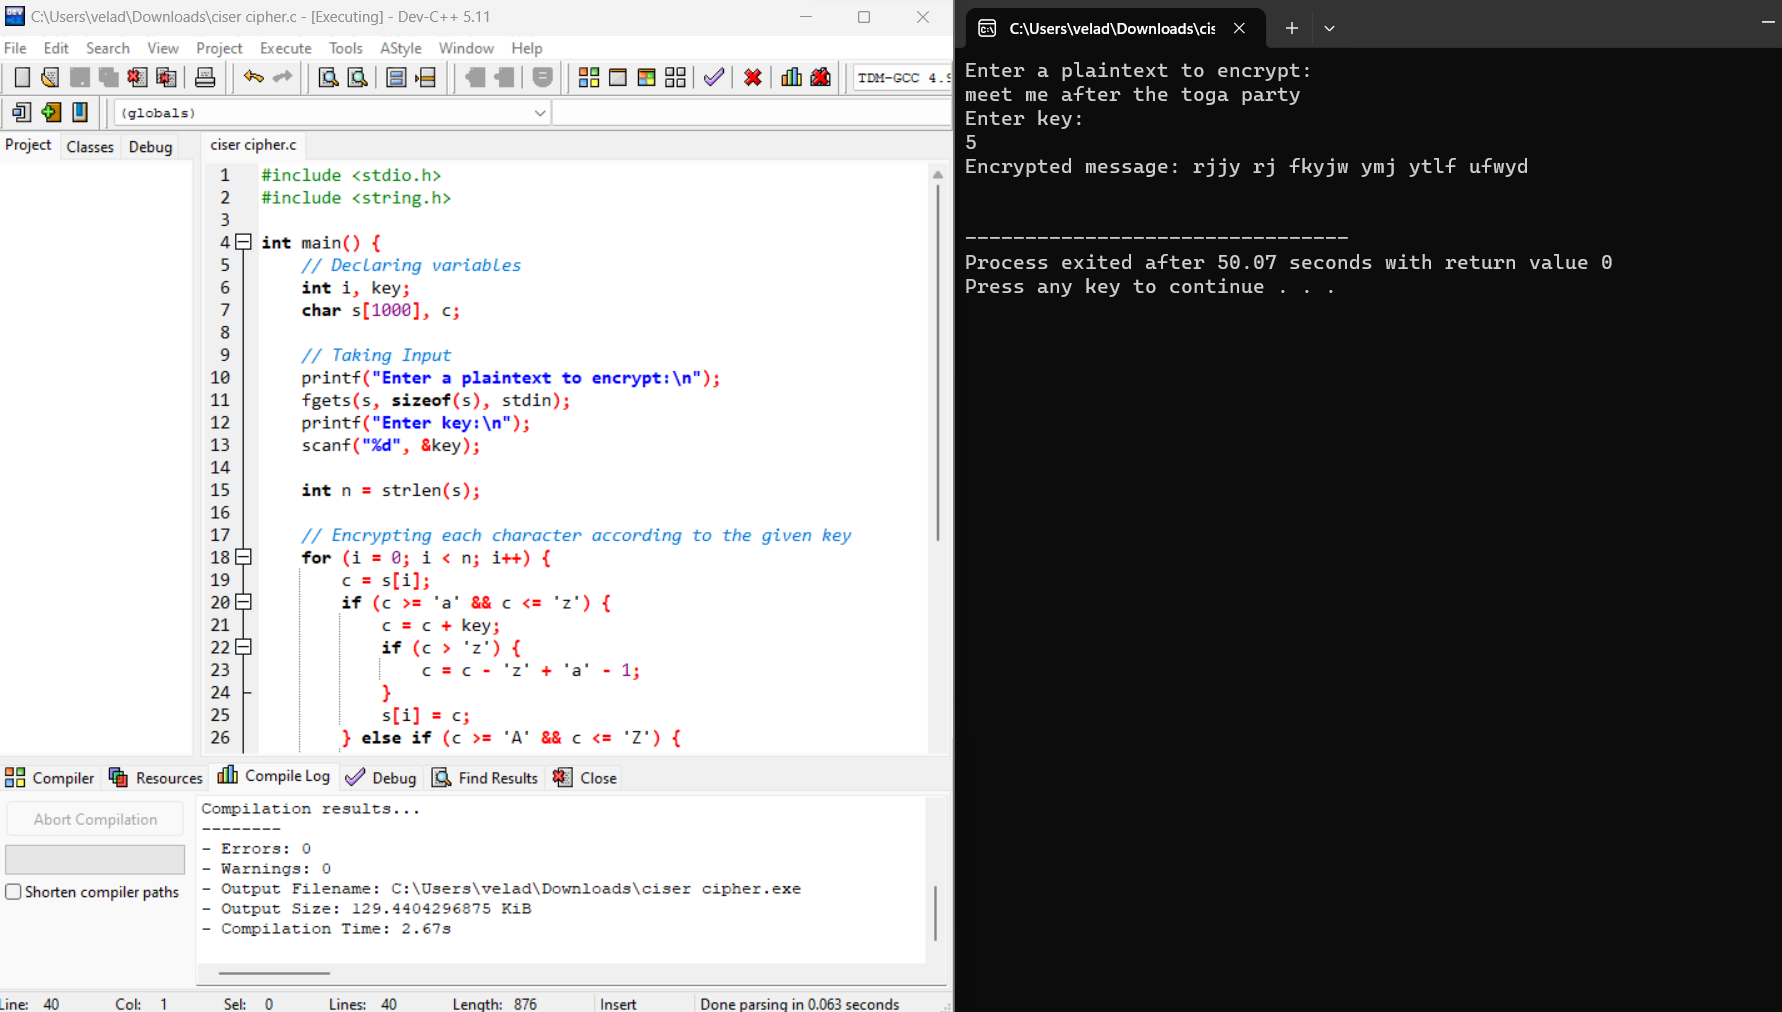 C:\Users\velad\Downloads\ciser cipher.c - [Executing] - Dev-C++ 5.11
File Edit Search View Project Execute Tools AStyle Window Help
TDM-GCC 4.9
(globals)
Project Classes Debug
ciser cipher.c
1 #include <stdio.h>
2 #include <string.h>
3
4 int main() {
5 // Declaring variables
6 int i, key;
7 char s[1000], c;
8
9 // Taking Input
10 printf("Enter a plaintext to encrypt:\n");
11 fgets(s, sizeof(s), stdin);
12 printf("Enter key:\n");
13 scanf("%d", &key);
14
15 int n = strlen(s);
16
17 // Encrypting each character according to the given key
18 for (i = 0; i < n; i++) {
19 c = s[i];
20 if (c >= 'a' && c <= 'z') {
21 c = c + key;
22 if (c > 'z') {
23 c = c - 'z' + 'a' - 1;
24 }
25 s[i] = c;
26 } else if (c >= 'A' && c <= 'Z') {
Compiler Resources Compile Log Debug Find Results Close
Abort Compilation
Shorten compiler paths
Compilation results...
--------
- Errors: 0
- Warnings: 0
- Output Filename: C:\Users\velad\Downloads\ciser cipher.exe
- Output Size: 129.4404296875 KiB
- Compilation Time: 2.67s
Line: 40 Col: 1 Sel: 0 Lines: 40 Length: 876 Insert Done parsing in 0.063 seconds
C:\Users\velad\Downloads\cis
Enter a plaintext to encrypt:
meet me after the toga party
Enter key:
5
Encrypted message: rjjy rj fkyjw ymj ytlf ufwyd
--------------------------------
Process exited after 50.07 seconds with return value 0
Press any key to continue . . .